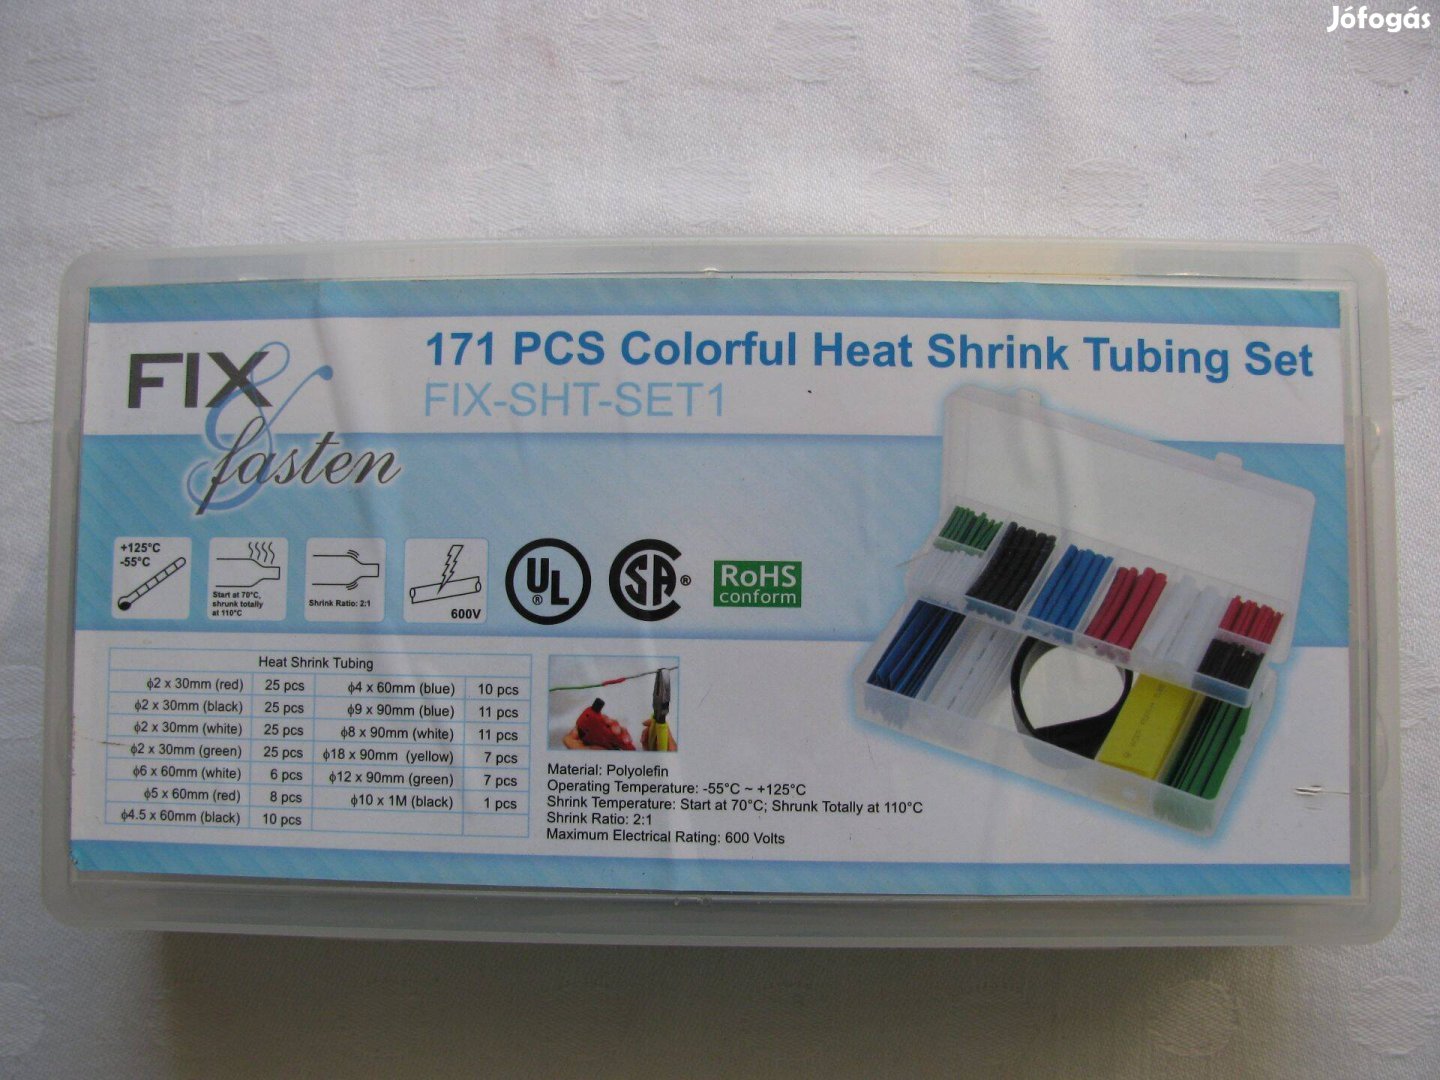 Jófogás
171 PCS Colorful Heat Shrink Tubing Set
FIX-SHT-SET1
FIX
&
fasten
+125°C
-55°C
Start at 70°C,
shrunk totally
at 110°C
Shrink Ratio: 2:1
600V
UL
®
SA ®
RoHS
conform
Heat Shrink Tubing
ϕ2 x 30mm (red) 25 pcs ϕ4 x 60mm (blue) 10 pcs
ϕ2 x 30mm (black) 25 pcs ϕ9 x 90mm (blue) 11 pcs
ϕ2 x 30mm (white) 25 pcs ϕ8 x 90mm (white) 11 pcs
ϕ2 x 30mm (green) 25 pcs ϕ18 x 90mm (yellow) 7 pcs
ϕ6 x 60mm (white) 6 pcs ϕ12 x 90mm (green) 7 pcs
ϕ5 x 60mm (red) 8 pcs ϕ10 x 1M (black) 1 pcs
ϕ4.5 x 60mm (black) 10 pcs
Material: Polyolefin
Operating Temperature: -55°C ~ +125°C
Shrink Temperature: Start at 70°C; Shrunk Totally at 110°C
Shrink Ratio: 2:1
Maximum Electrical Rating: 600 Volts